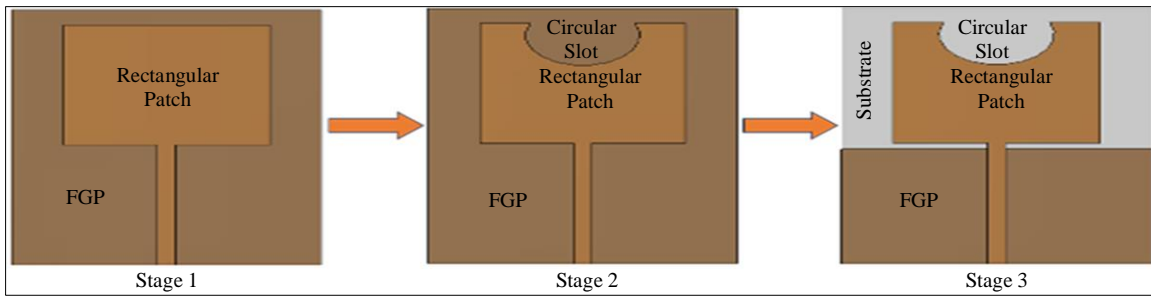 Rectangular
Patch
FGP
Stage 1
Circular
Slot
Rectangular
Patch
FGP
Stage 2
Substrate
Circular
Slot
Rectangular
Patch
FGP
Stage 3